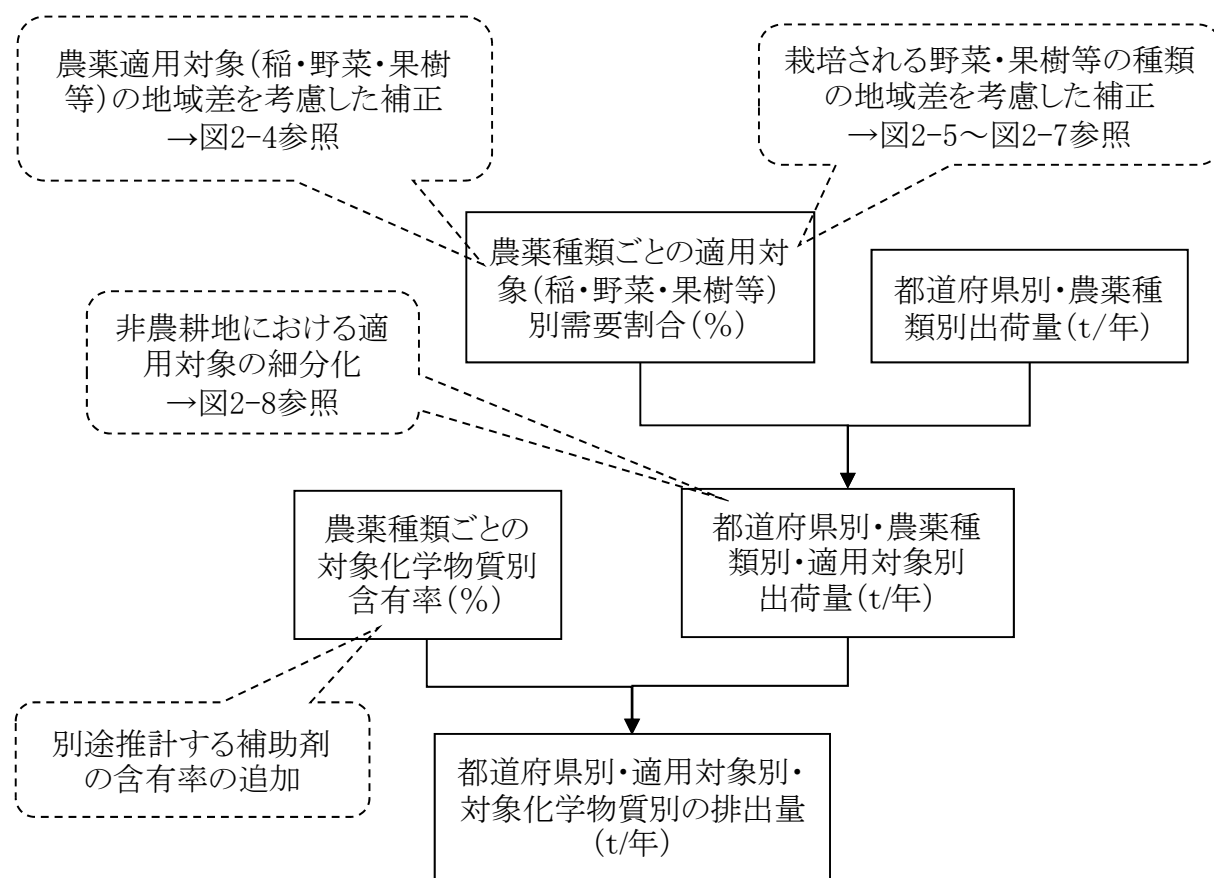 農薬適用対象(稲・野菜・果樹
等)の地域差を考慮した補正
→図2-4参照
栽培される野菜・果樹等の種類
の地域差を考慮した補正
→図2-5～図2-7参照
農薬種類ごとの適用対
象(稲・野菜・果樹等)
別需要割合(%)
都道府県別・農薬種
類別出荷量(t/年)
非農耕地における適
用対象の細分化
→図2-8参照
農薬種類ごとの
対象化学物質別
含有率(%)
都道府県別・農薬種
類別・適用対象別
出荷量(t/年)
別途推計する補助剤
の含有率の追加
都道府県別・適用対象別・
対象化学物質別の排出量
(t/年)